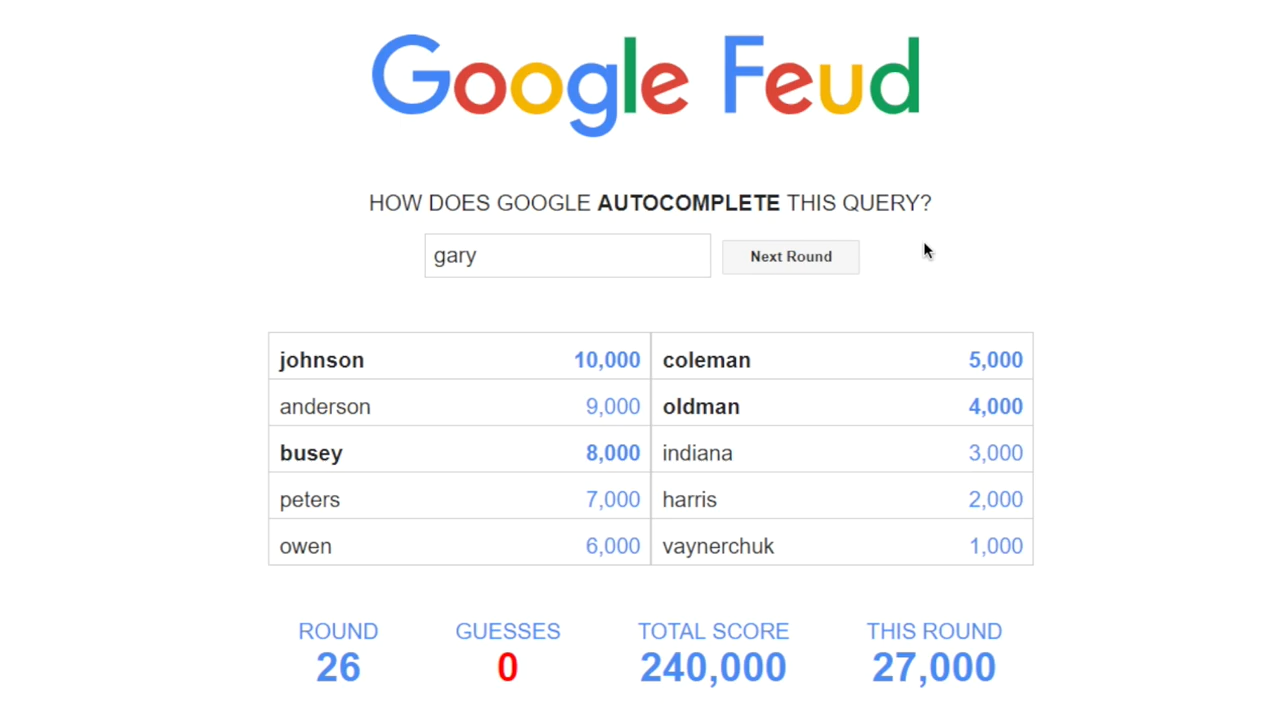 Google Feud
HOW DOES GOOGLE AUTOCOMPLETE THIS QUERY?
gary Next Round
johnson 10,000 coleman 5,000
anderson 9,000 oldman 4,000
busey 8,000 indiana 3,000
peters 7,000 harris 2,000
owen 6,000 vaynerchuk 1,000
ROUND GUESSES TOTAL SCORE THIS ROUND
26 0 240,000 27,000